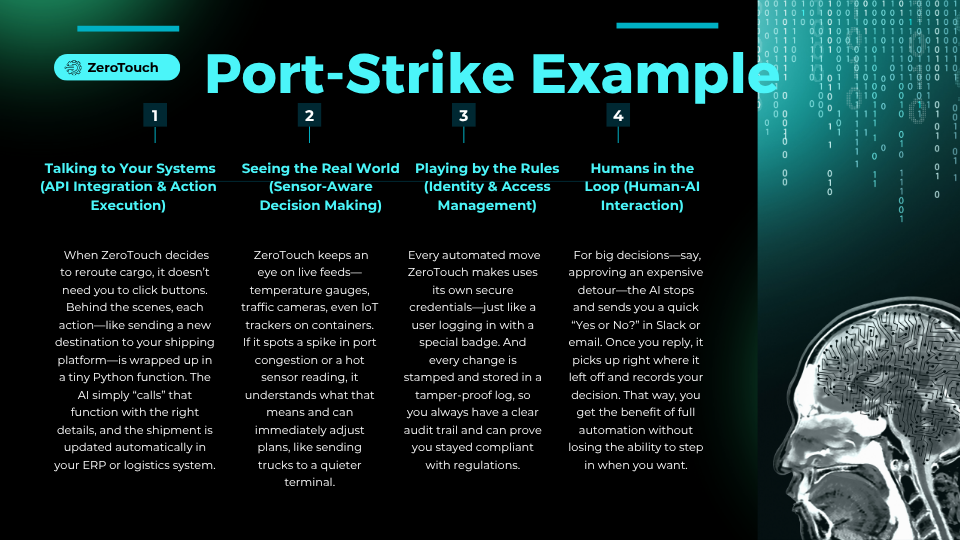 ZeroTouch
Port-Strike Example
1
Talking to Your Systems
(API Integration & Action
Execution)
When ZeroTouch decides
to reroute cargo, it doesn’t
need you to click buttons.
Behind the scenes, each
action—like sending a new
destination to your shipping
platform—is wrapped up in
a tiny Python function. The
AI simply “calls” that
function with the right
details, and the shipment is
updated automatically in
your ERP or logistics system.
2
Seeing the Real World
(Sensor-Aware
Decision Making)
ZeroTouch keeps an
eye on live feeds—
temperature gauges,
traffic cameras, even IoT
trackers on containers.
If it spots a spike in port
congestion or a hot
sensor reading, it
understands what that
means and can
immediately adjust
plans, like sending
trucks to a quieter
terminal.
3
Playing by the Rules
(Identity & Access
Management)
Every automated move
ZeroTouch makes uses
its own secure
credentials—just like a
user logging in with a
special badge. And
every change is
stamped and stored in a
tamper-proof log, so
you always have a clear
audit trail and can prove
you stayed compliant
with regulations.
4
Humans in the
Loop (Human-AI
Interaction)
For big decisions—say,
approving an expensive
detour—the AI stops
and sends you a quick
“Yes or No?” in Slack or
email. Once you reply, it
picks up right where it
left off and records your
decision. That way, you
get the benefit of full
automation without
losing the ability to step
in when you want.